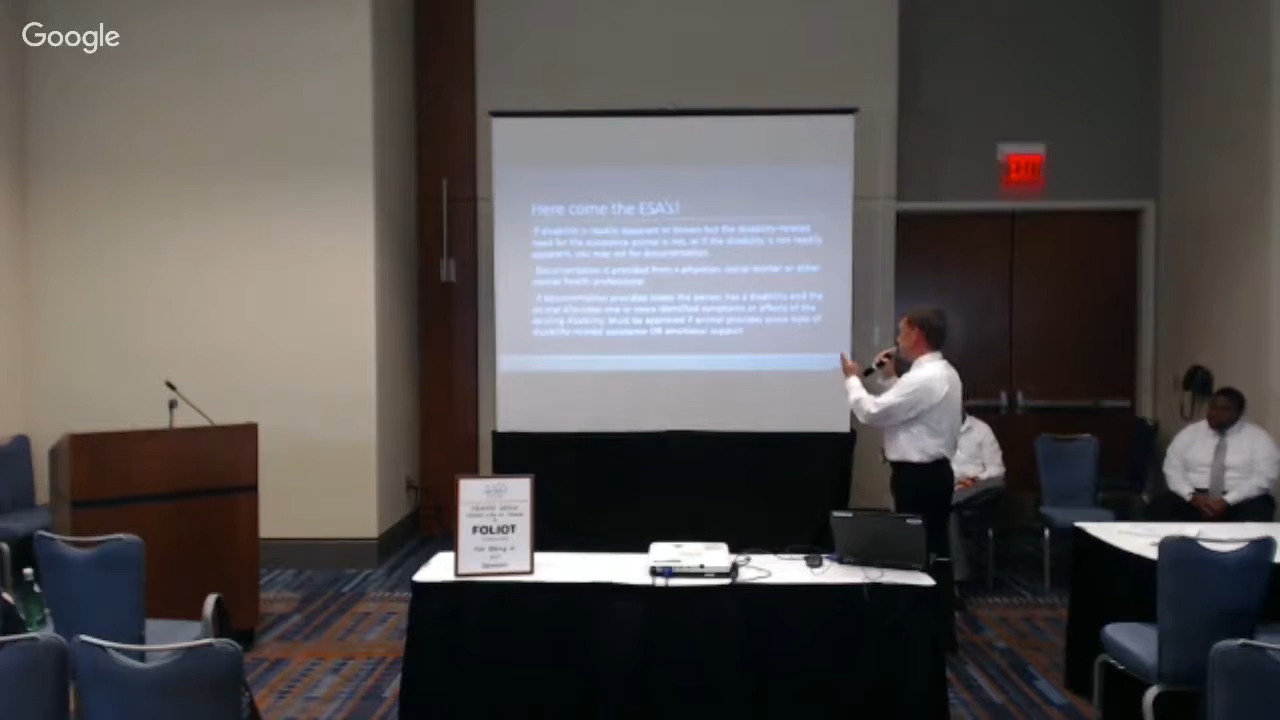 Google
EXIT
Here come the ESA's!
If disability is readily apparent or known but the disability-related
need for the assistance animal is not, or if the disability is not readily
apparent, you may ask for documentation.
Documentation is provided from a physician, social worker or other
mental health professional
If documentation provided states the person has a disability and the
animal alleviates one or more identified symptoms or effects of the
existing disability. Must be approved if animal provides some type of
disability-related assistance OR emotional support
FOLIOT
For Being a
Sponsor